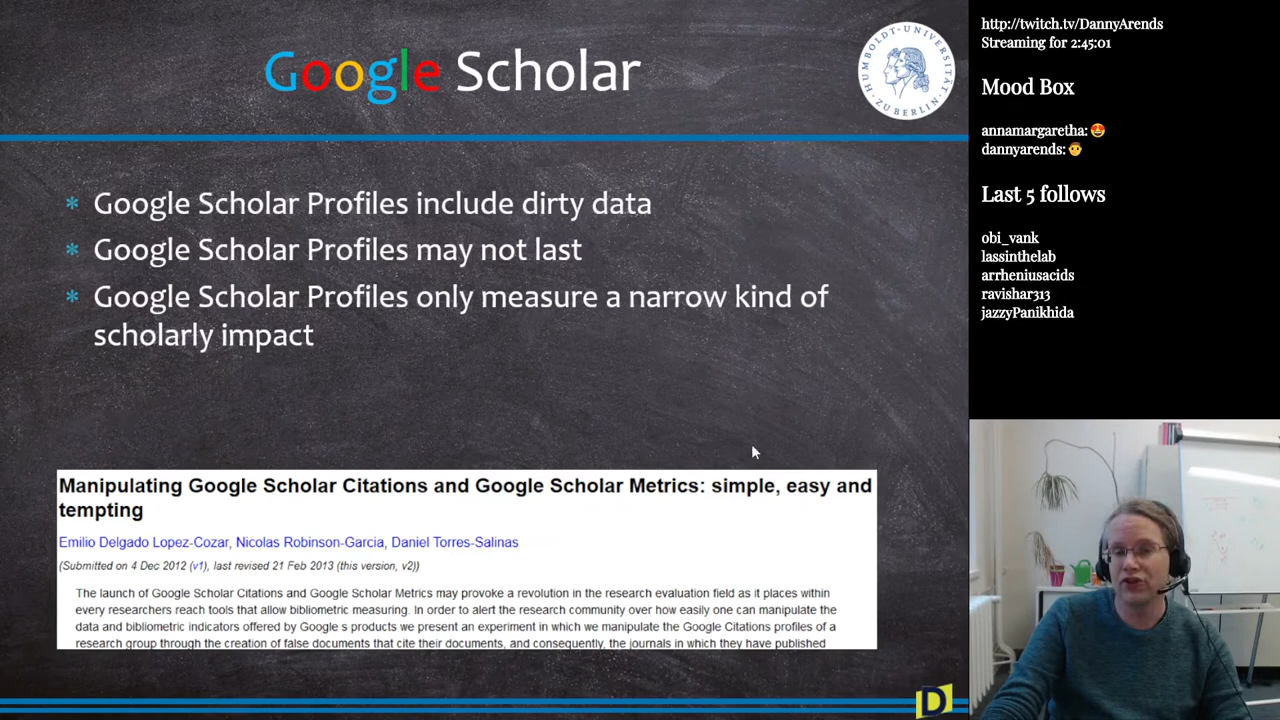 Google Scholar
HUMBOLDT-UNIVERSITÄT ZU BERLIN
Google Scholar Profiles include dirty data
Google Scholar Profiles may not last
Google Scholar Profiles only measure a narrow kind of
scholarly impact
Manipulating Google Scholar Citations and Google Scholar Metrics: simple, easy and
tempting
Emilio Delgado Lopez-Cozar, Nicolas Robinson-Garcia, Daniel Torres-Salinas
(Submitted on 4 Dec 2012 (v1), last revised 21 Feb 2013 (this version, v2))
The launch of Google Scholar Citations and Google Scholar Metrics may provoke a revolution in the research evaluation field as it places within
every researchers reach tools that allow bibliometric measuring. In order to alert the research community over how easily one can manipulate the
data and bibliometric indicators offered by Google s products we present an experiment in which we manipulate the Google Citations profiles of a
research group through the creation of false documents that cite their documents, and consequently, the journals in which they have published
D
http://twitch.tv/DannyArends
Streaming for 2:45:01
Mood Box
annamargaretha: 😍
dannyarends: 👨
Last 5 follows
obi_vank
lassinthelab
arrheniusacids
ravishar313
jazzyPanikhida